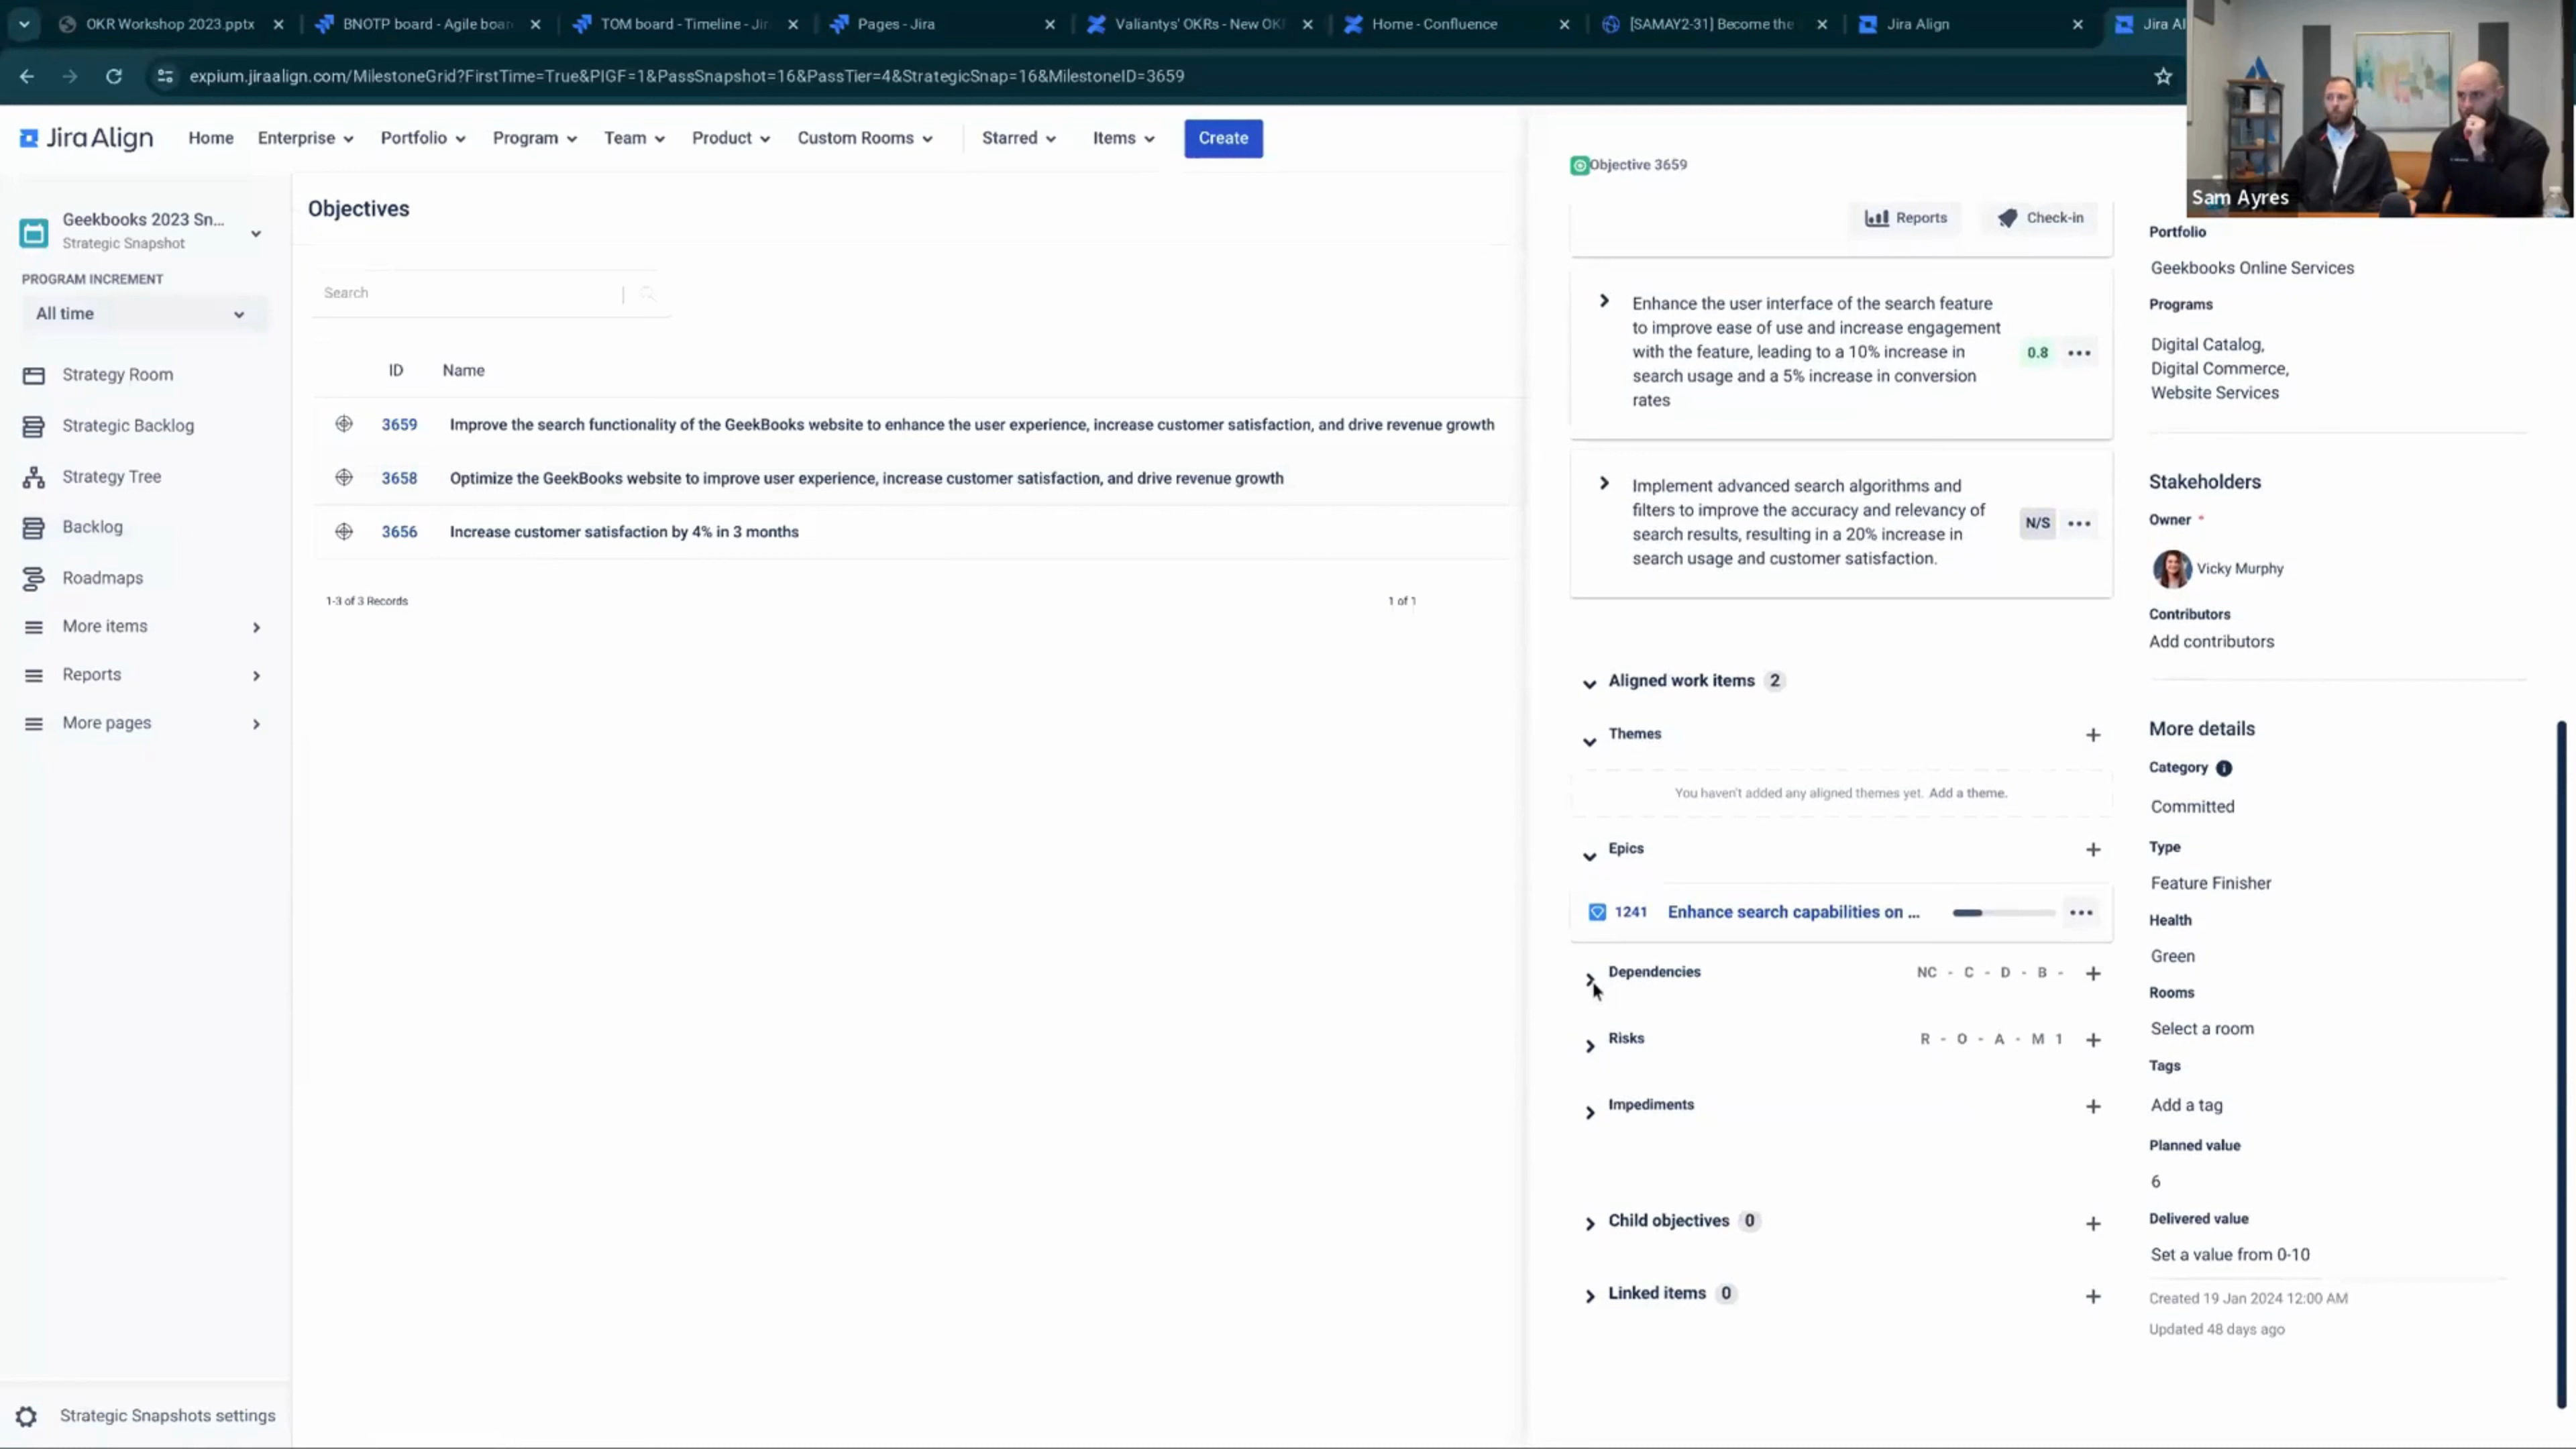 OKR Workshop 2023.pptx
BNOTP board - Agile boar
TOM board - Timeline - Jir
Pages - Jira
Valiantys' OKRs - New OK
Home - Confluence
[SAMAY2-31] Become the
Jira Align
Jira Al
expium.jiraalign.com/MilestoneGrid?FirstTime=True&PIGF=1&PassSnapshot=16&PassTier=4&StrategicSnap=16&MilestoneID=3659
Sam Ayres
Jira Align
Home
Enterprise
Portfolio
Program
Team
Product
Custom Rooms
Starred
Items
Create
Geekbooks 2023 Sn...
Strategic Snapshot
PROGRAM INCREMENT
All time
Strategy Room
Strategic Backlog
Strategy Tree
Backlog
Roadmaps
More items
Reports
More pages
Strategic Snapshots settings
Objectives
Search
ID Name
3659 Improve the search functionality of the GeekBooks website to enhance the user experience, increase customer satisfaction, and drive revenue growth
3658 Optimize the GeekBooks website to improve user experience, increase customer satisfaction, and drive revenue growth
3656 Increase customer satisfaction by 4% in 3 months
1-3 of 3 Records
1 of 1
Objective 3659
Reports
Check-in
Enhance the user interface of the search feature
to improve ease of use and increase engagement
with the feature, leading to a 10% increase in
search usage and a 5% increase in conversion
rates
0.8
Implement advanced search algorithms and
filters to improve the accuracy and relevancy of
search results, resulting in a 20% increase in
search usage and customer satisfaction.
N/S
Aligned work items 2
Themes
You haven't added any aligned themes yet. Add a theme.
Epics
1241 Enhance search capabilities on ...
Dependencies NC - C - D - B -
Risks R - O - A - M 1
Impediments
Child objectives 0
Linked items 0
Portfolio
Geekbooks Online Services
Programs
Digital Catalog,
Digital Commerce,
Website Services
Stakeholders
Owner *
Vicky Murphy
Contributors
Add contributors
More details
Category
Committed
Type
Feature Finisher
Health
Green
Rooms
Select a room
Tags
Add a tag
Planned value
6
Delivered value
Set a value from 0-10
Created 19 Jan 2024 12:00 AM
Updated 48 days ago